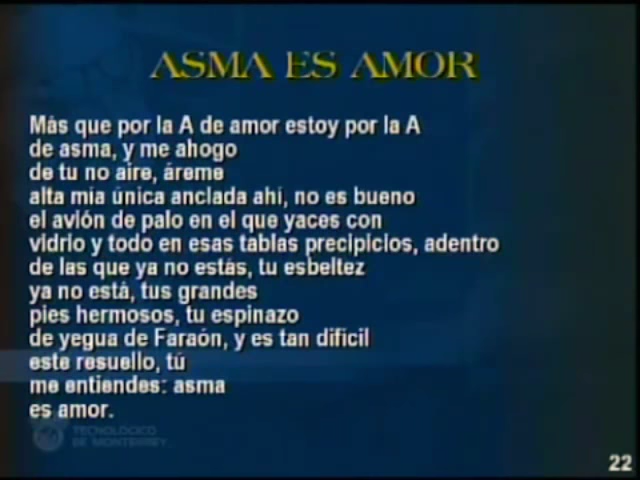 ASMA ES AMOR
Más que por la A de amor estoy por la A
de asma, y me ahogo
de tu no aire, áreme
alta mía única anclada ahí, no es bueno
el avión de palo en el que yaces con
vidrio y todo en esas tablas precipicios, adentro
de las que ya no estás, tu esbeltez
ya no está, tus grandes
pies hermosos, tu espinazo
de yegua de Faraón, y es tan difícil
este resuello, tú
me entiendes: asma
es amor.
TECNOLÓGICO
DE MONTERREY
22